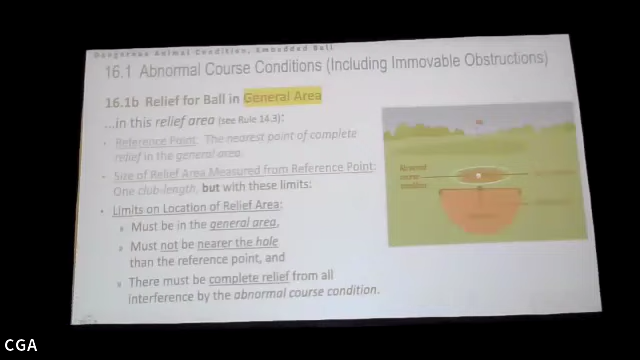 Dangerous Animal Condition, Embedded Ball
16.1 Abnormal Course Conditions (Including Immovable Obstructions)
16.1b Relief for Ball in General Area
...in this relief area (see Rule 14.3):
• Reference Point: The nearest point of complete
relief in the general area.
• Size of Relief Area Measured from Reference Point:
One club-length, but with these limits:
• Limits on Location of Relief Area:
» Must be in the general area,
» Must not be nearer the hole
than the reference point, and
» There must be complete relief from all
interference by the abnormal course condition.
CGA